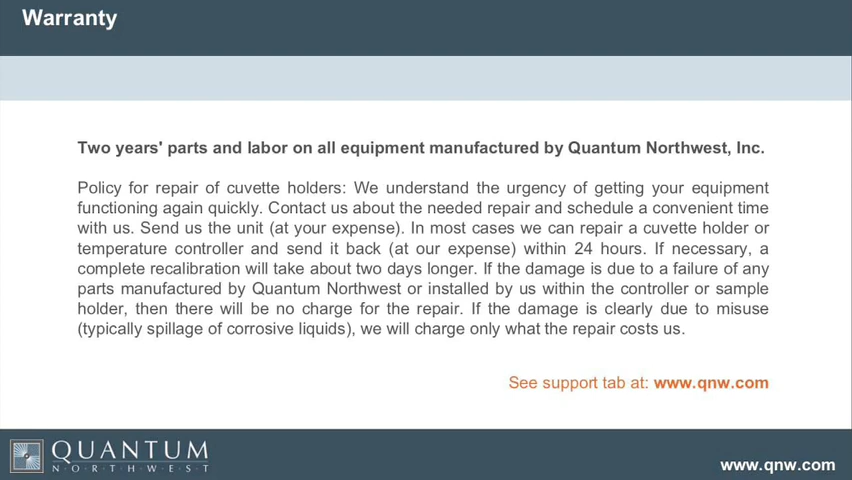 Warranty
Two years' parts and labor on all equipment manufactured by Quantum Northwest, Inc.
Policy for repair of cuvette holders: We understand the urgency of getting your equipment
functioning again quickly. Contact us about the needed repair and schedule a convenient time
with us. Send us the unit (at your expense). In most cases we can repair a cuvette holder or
temperature controller and send it back (at our expense) within 24 hours. If necessary, a
complete recalibration will take about two days longer. If the damage is due to a failure of any
parts manufactured by Quantum Northwest or installed by us within the controller or sample
holder, then there will be no charge for the repair. If the damage is clearly due to misuse
(typically spillage of corrosive liquids), we will charge only what the repair costs us.
See support tab at: www.qnw.com
QUANTUM
NORTHWEST
www.qnw.com